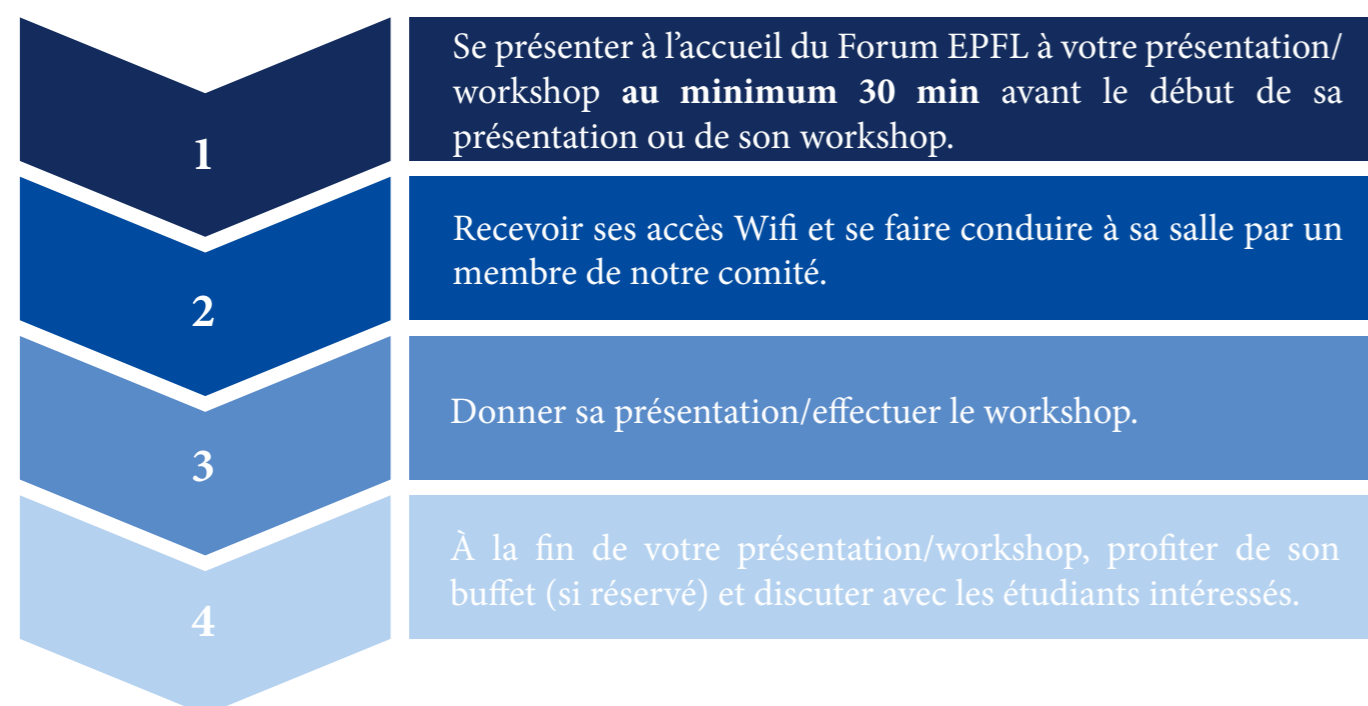 1
Se présenter à l’accueil du Forum EPFL à votre présentation/
workshop au minimum 30 min avant le début de sa
présentation ou de son workshop.
2
Recevoir ses accès Wifi et se faire conduire à sa salle par un
membre de notre comité.
3
Donner sa présentation/effectuer le workshop.
4
À la fin de votre présentation/workshop, profiter de son
buffet (si réservé) et discuter avec les étudiants intéressés.